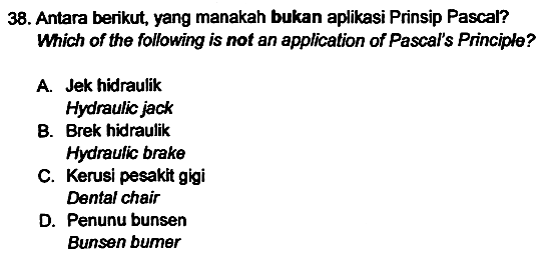 38. Antara berikut, yang manakah bukan aplikasi Prinsip Pascal?
Which of the following is not an application of Pascal's Principle?
A. Jek hidraulik
Hydraulic jack
B. Brek hidraulik
Hydraulic brake
C. Kerusi pesakit gigi
Dental chair
D. Penunu bunsen
Bunsen burner